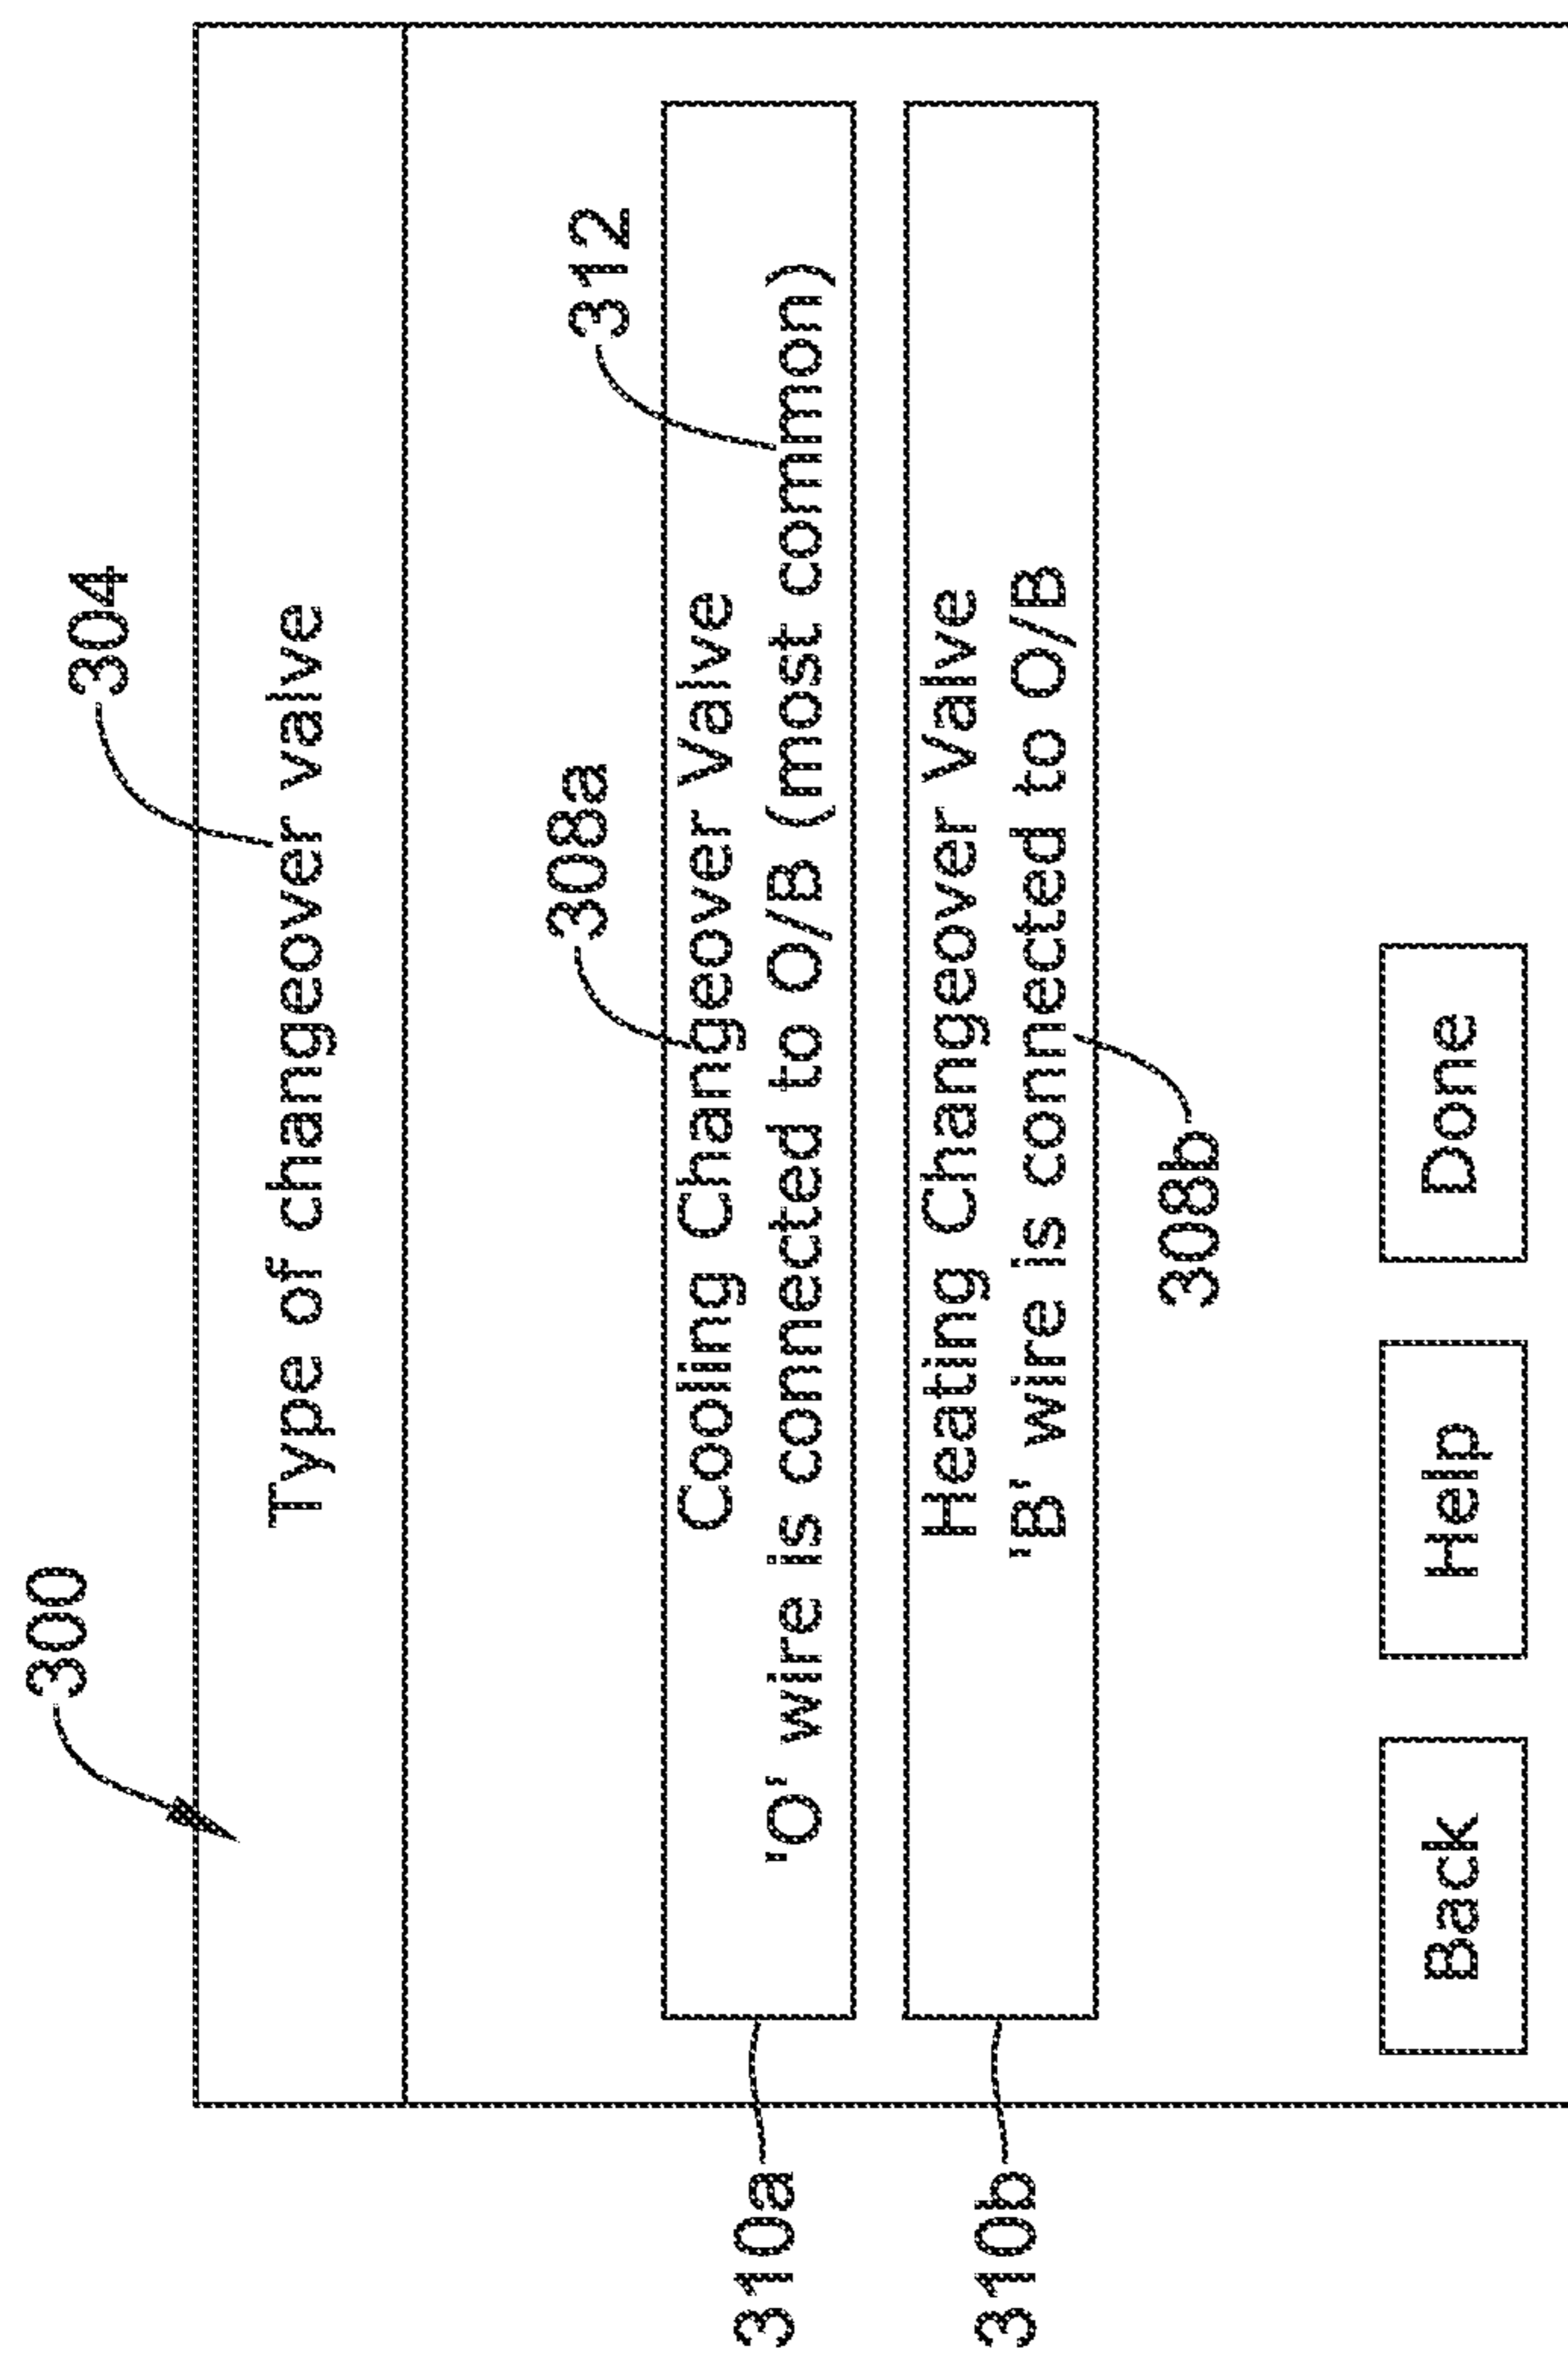 300
304
Type of changeover valve
308a
312
310a
Cooling Changeover Valve
'O' wire is connected to O/B (most common)
310b
Heating Changeover Valve
'B' wire is connected to O/B
308b
Back
Help
Done